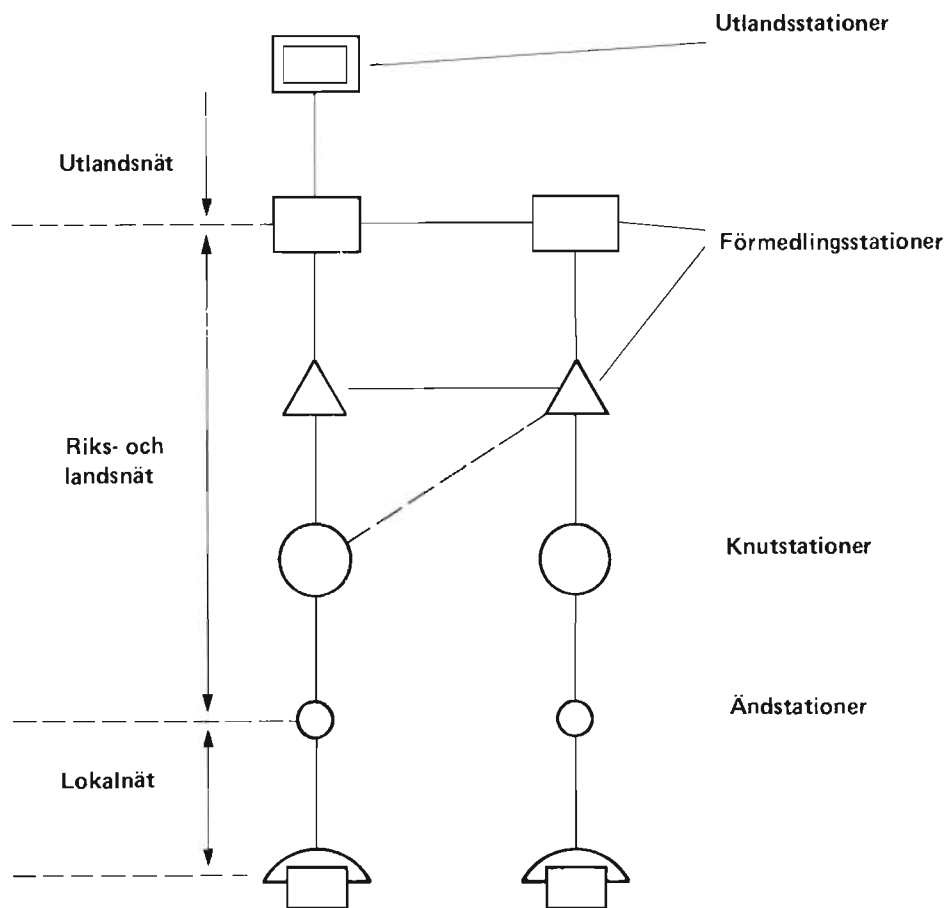 Utlandsstationer
Utlandsnät
Förmedlingsstationer
Riks- och
landsnät
Knutstationer
Ändstationer
Lokalnät